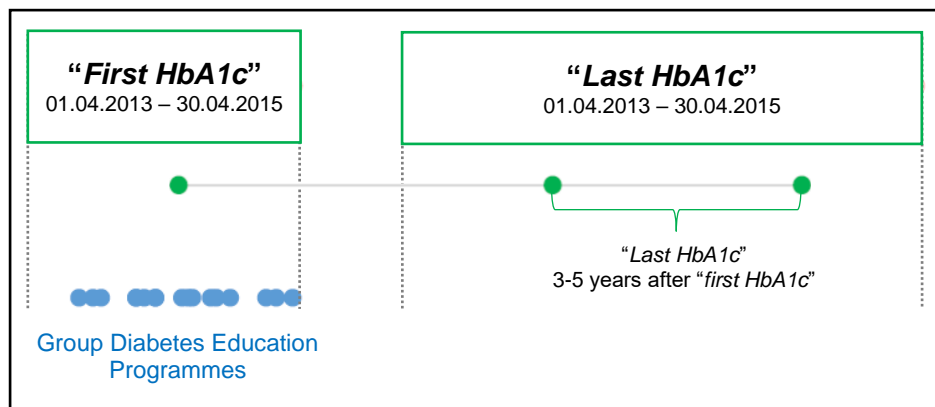 “First HbA1c”
01.04.2013 – 30.04.2015
“Last HbA1c”
01.04.2013 – 30.04.2015
“Last HbA1c”
3-5 years after “first HbA1c”
Group Diabetes Education
Programmes